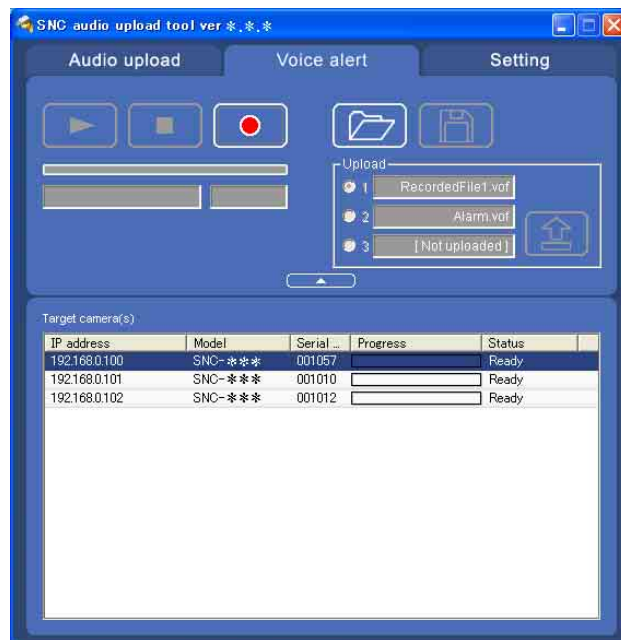 SNC audio upload tool ver *.*.*
Audio upload Voice alert Setting
Upload
1 RecordedFile1.vof
2 Alarm.vof
3 [ Not uploaded ]
Target camera(s)
IP address Model Serial ... Progress Status
192.168.0.100 SNC-*** 001057 Ready
192.168.0.101 SNC-*** 001010 Ready
192.168.0.102 SNC-*** 001012 Ready